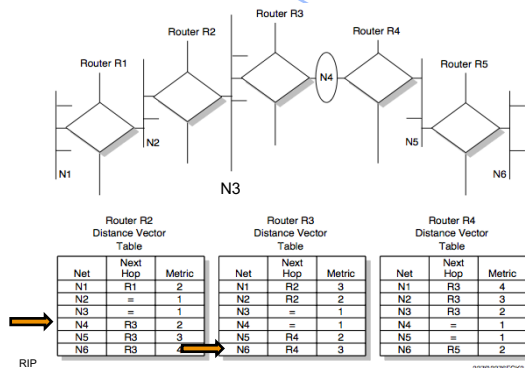 Router R3
Router R2
Router R4
Router R1
Router R5
N4
N2
N5
N1
N6
N3
Router R2
Distance Vector
Table
Net Next Hop Metric
N1 R1 2
N2 = 1
N3 = 1
N4 R3 2
N5 R3 3
N6 R3 4
Router R3
Distance Vector
Table
Net Next Hop Metric
N1 R2 3
N2 R2 2
N3 = 1
N4 = 1
N5 R4 2
N6 R4 3
Router R4
Distance Vector
Table
Net Next Hop Metric
N1 R3 4
N2 R3 3
N3 R3 2
N4 = 1
N5 = 1
N6 R5 2
RIP